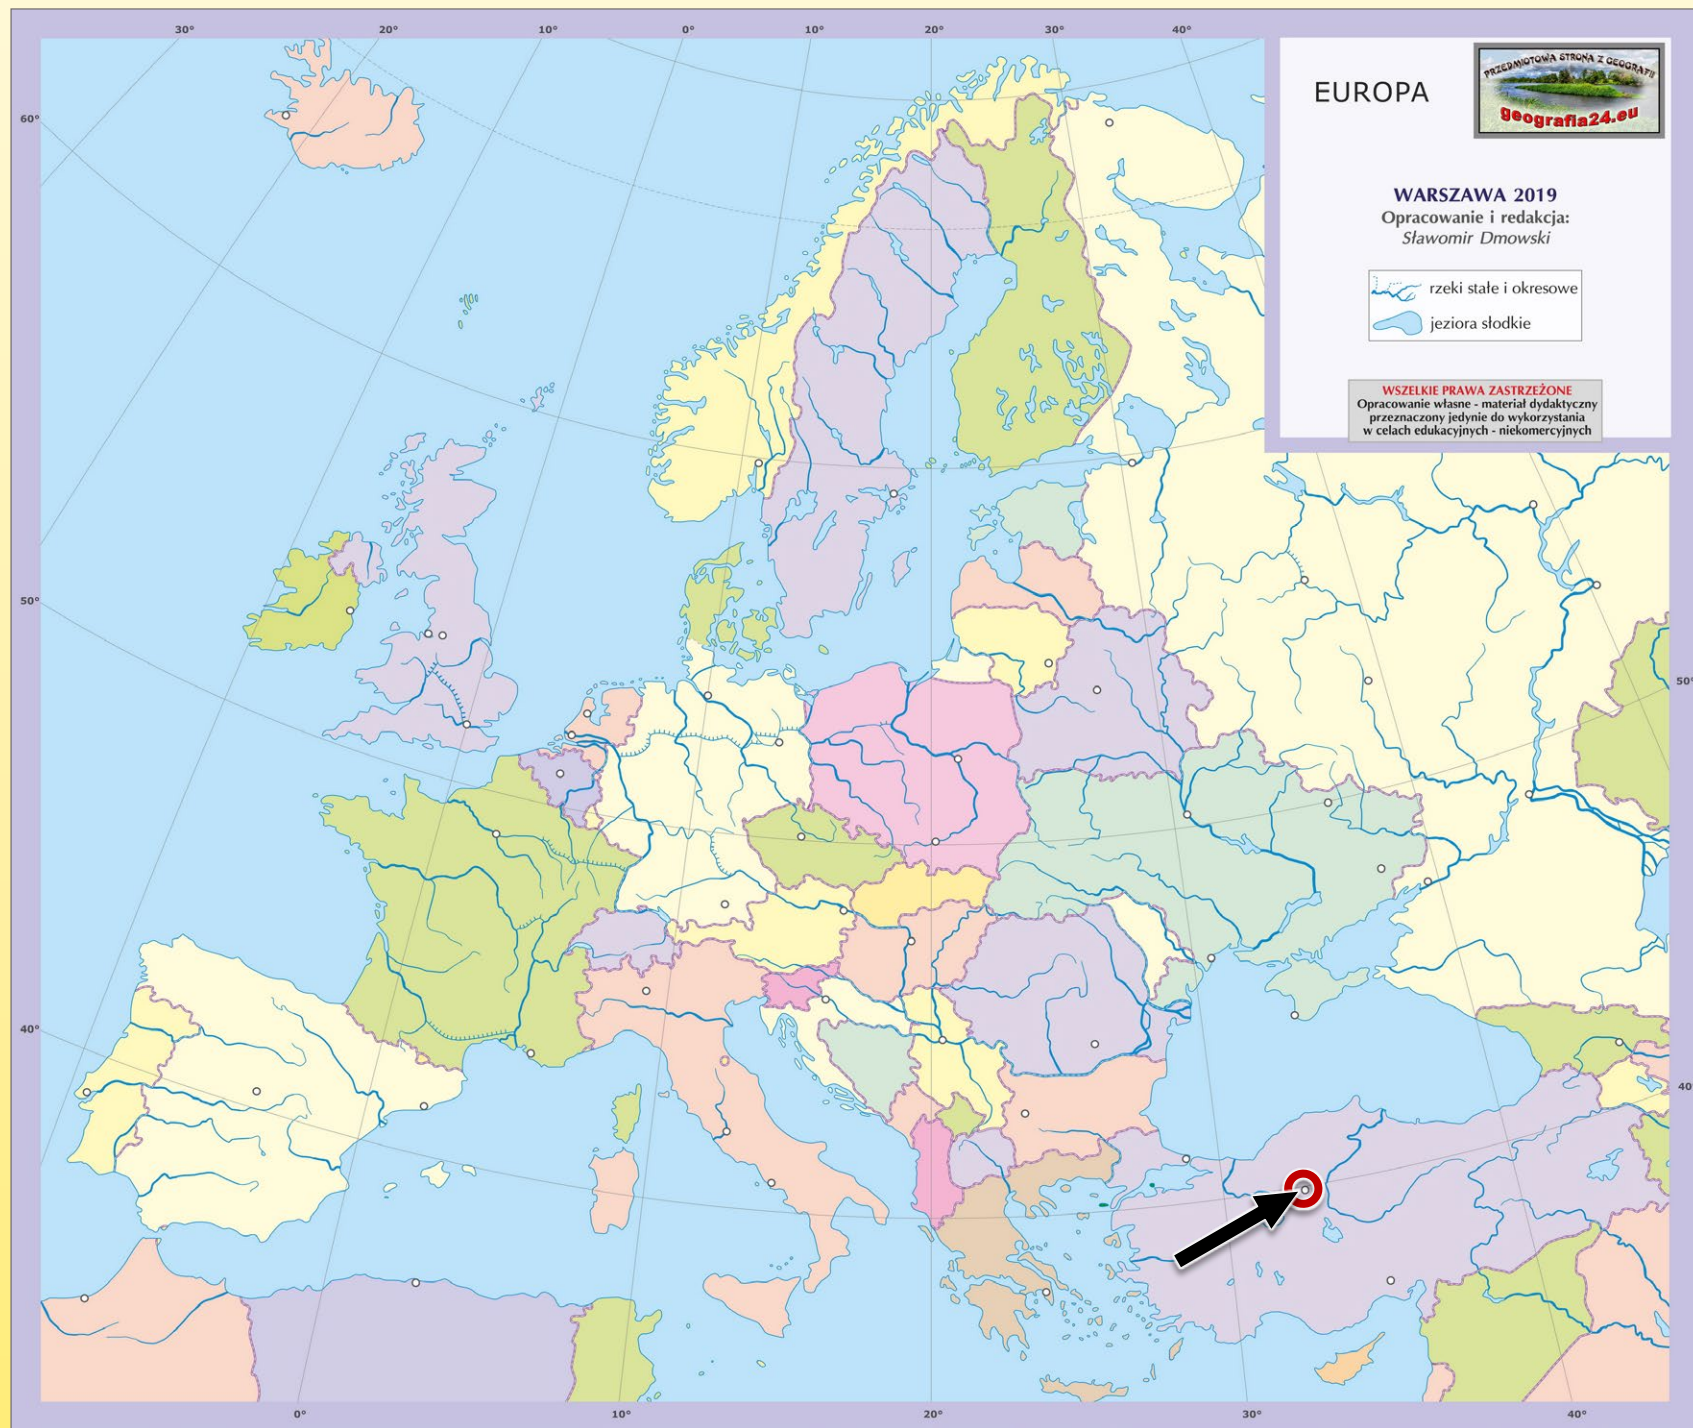 30°
20°
10°
0°
10°
20°
30°
40°
60°
50°
40°
50°
40°
EUROPA
PRZEDMIOTOWA STRONA Z GEOGRAFII
geografia24.eu
WARSZAWA 2019
Opracowanie i redakcja:
Sławomir Dmowski
rzeki stałe i okresowe
jeziora słodkie
WSZELKIE PRAWA ZASTRZEŻONE
Opracowanie własne - materiał dydaktyczny
przeznaczony jedynie do wykorzystania
w celach edukacyjnych - niekomercyjnych
0°
10°
20°
30°
40°